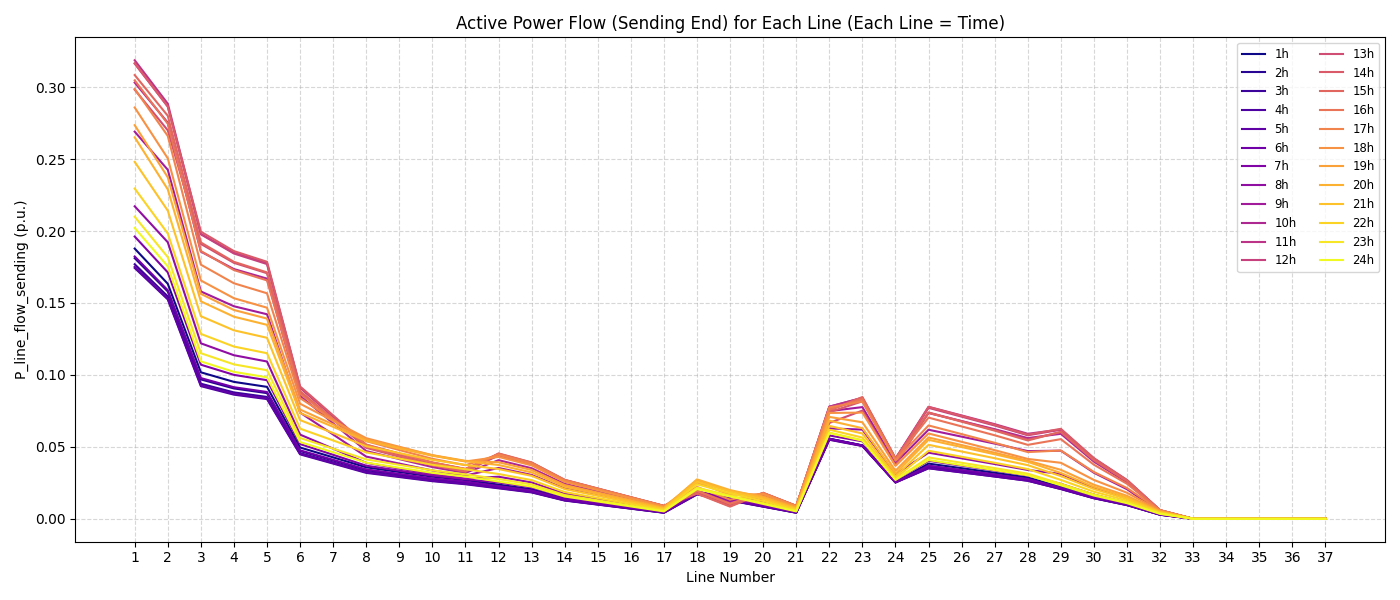 Active Power Flow (Sending End) for Each Line (Each Line = Time)
P_line_flow_sending (p.u.)
0.30
0.25
0.20
0.15
0.10
0.05
0.00
1h 13h
2h 14h
3h 15h
4h 16h
5h 17h
6h 18h
7h 19h
8h 20h
9h 21h
10h 22h
11h 23h
12h 24h
1 2 3 4 5 6 7 8 9 10 11 12 13 14 15 16 17 18 19 20 21 22 23 24 25 26 27 28 29 30 31 32 33 34 35 36 37
Line Number